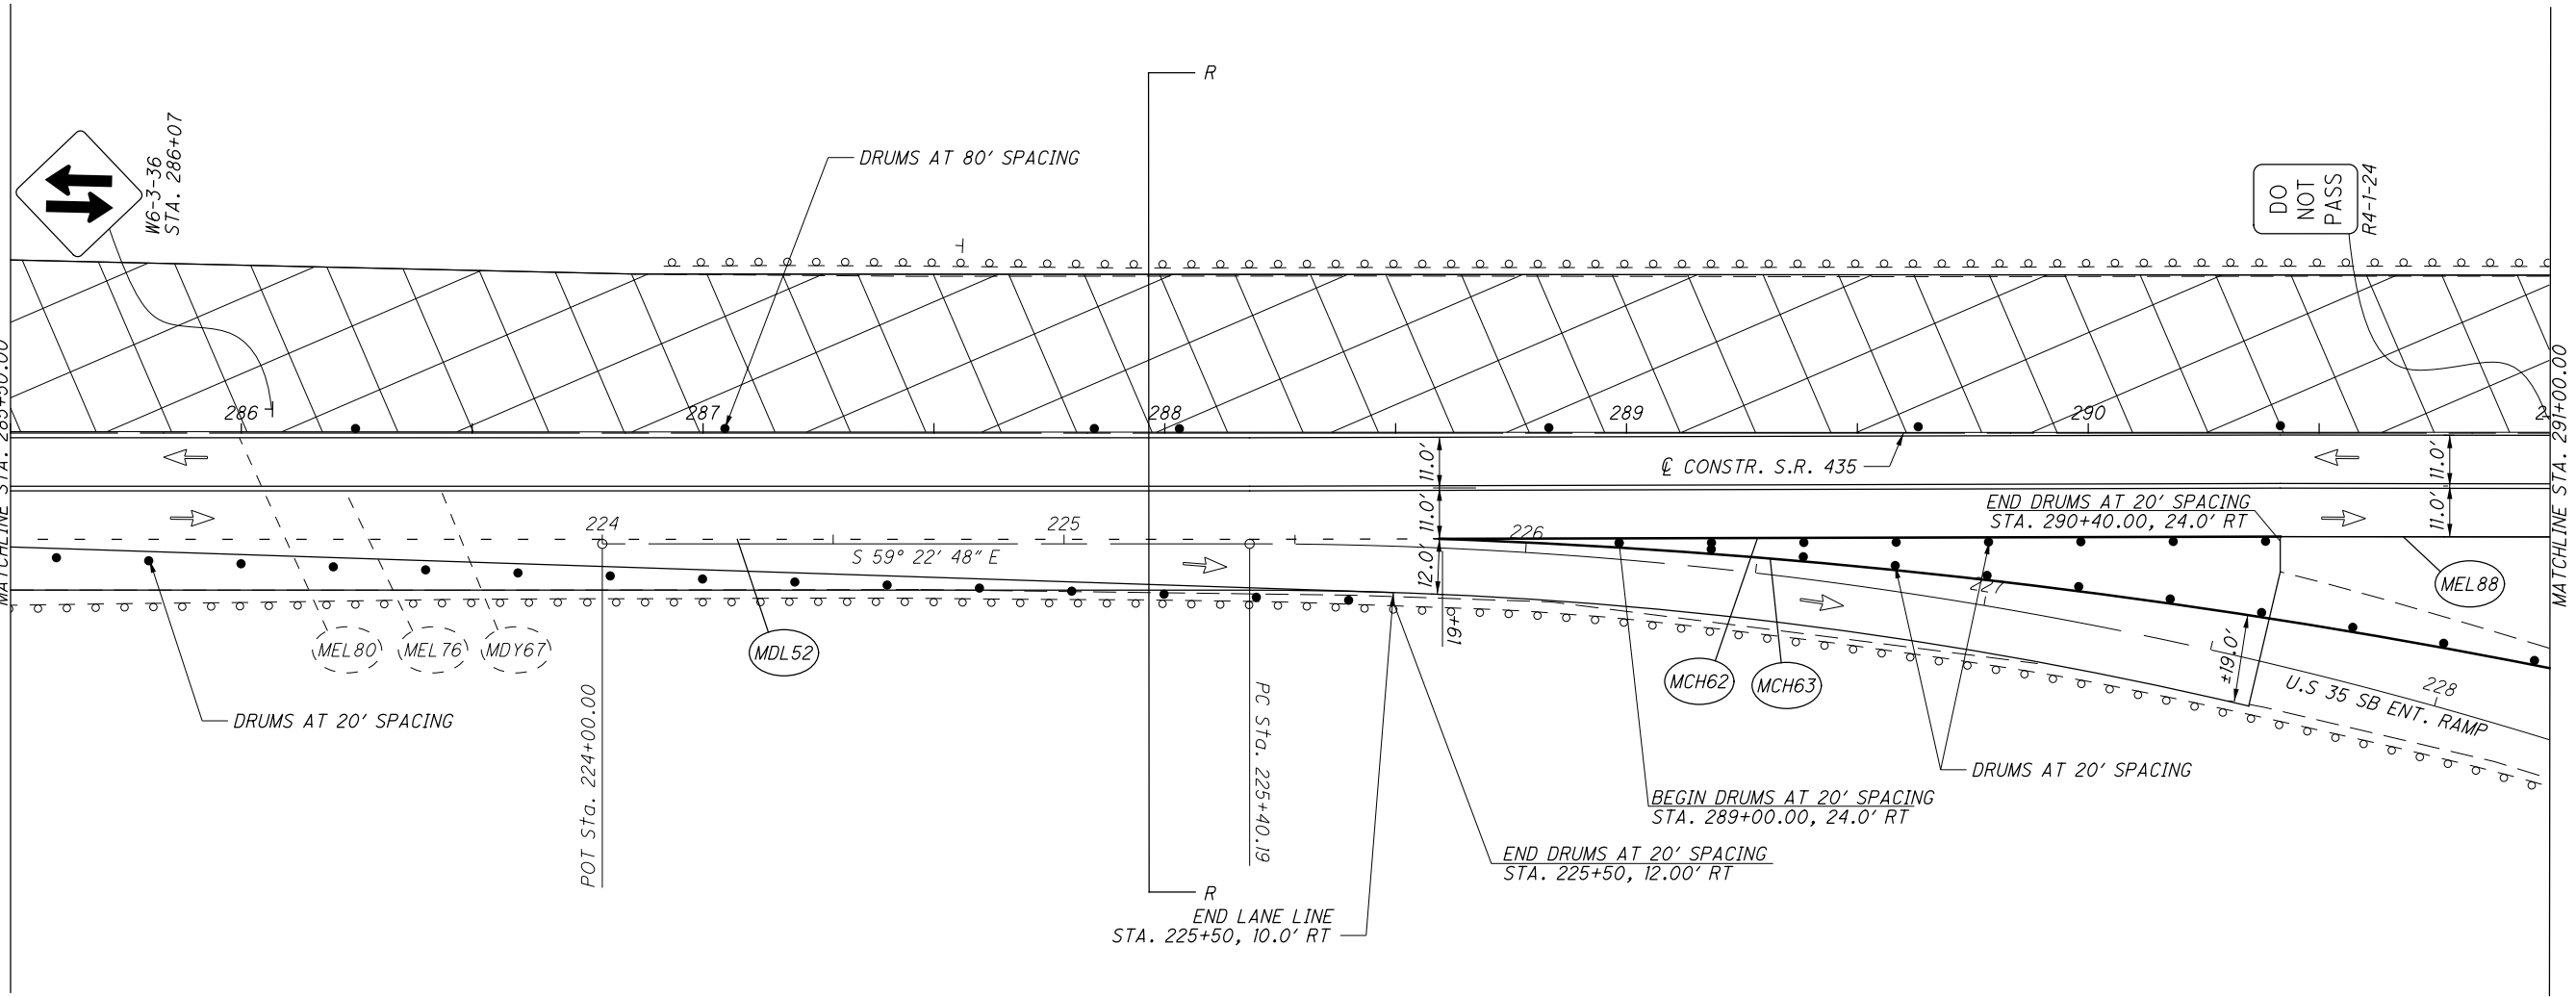 W6-3-36
STA. 286+07
DRUMS AT 80' SPACING
R
DO
NOT
PASS
R4-1-24
MATCHLINE STA. 285+50.00
286
287
288
289
290
MATCHLINE STA. 291+00.00
11.0'
11.0'
12.0'
℄ CONSTR. S.R. 435
11.0'
11.0'
END DRUMS AT 20' SPACING
STA. 290+40.00, 24.0' RT
224
225
226
227
228
S 59° 22' 48" E
MEL80
MEL76
MDY67
MDL52
MCH62
MCH63
MEL88
19+1
±19.0'
U.S 35 SB ENT. RAMP
DRUMS AT 20' SPACING
POT Sta. 224+00.00
PC Sta. 225+40.19
DRUMS AT 20' SPACING
BEGIN DRUMS AT 20' SPACING
STA. 289+00.00, 24.0' RT
END DRUMS AT 20' SPACING
STA. 225+50, 12.00' RT
R
END LANE LINE
STA. 225+50, 10.0' RT